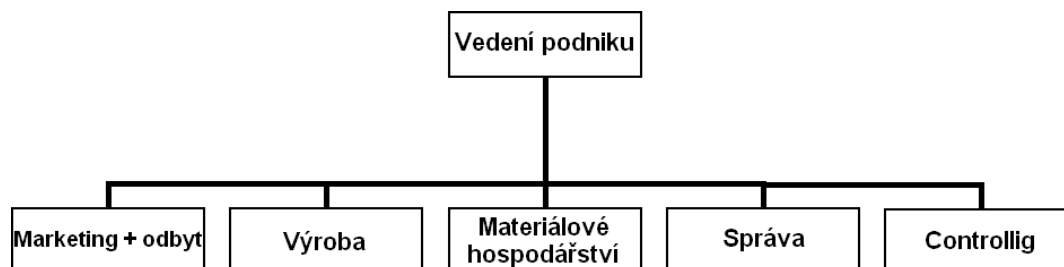 Vedení podniku
Marketing + odbyt
Výroba
Materiálové
hospodářství
Správa
Controllig